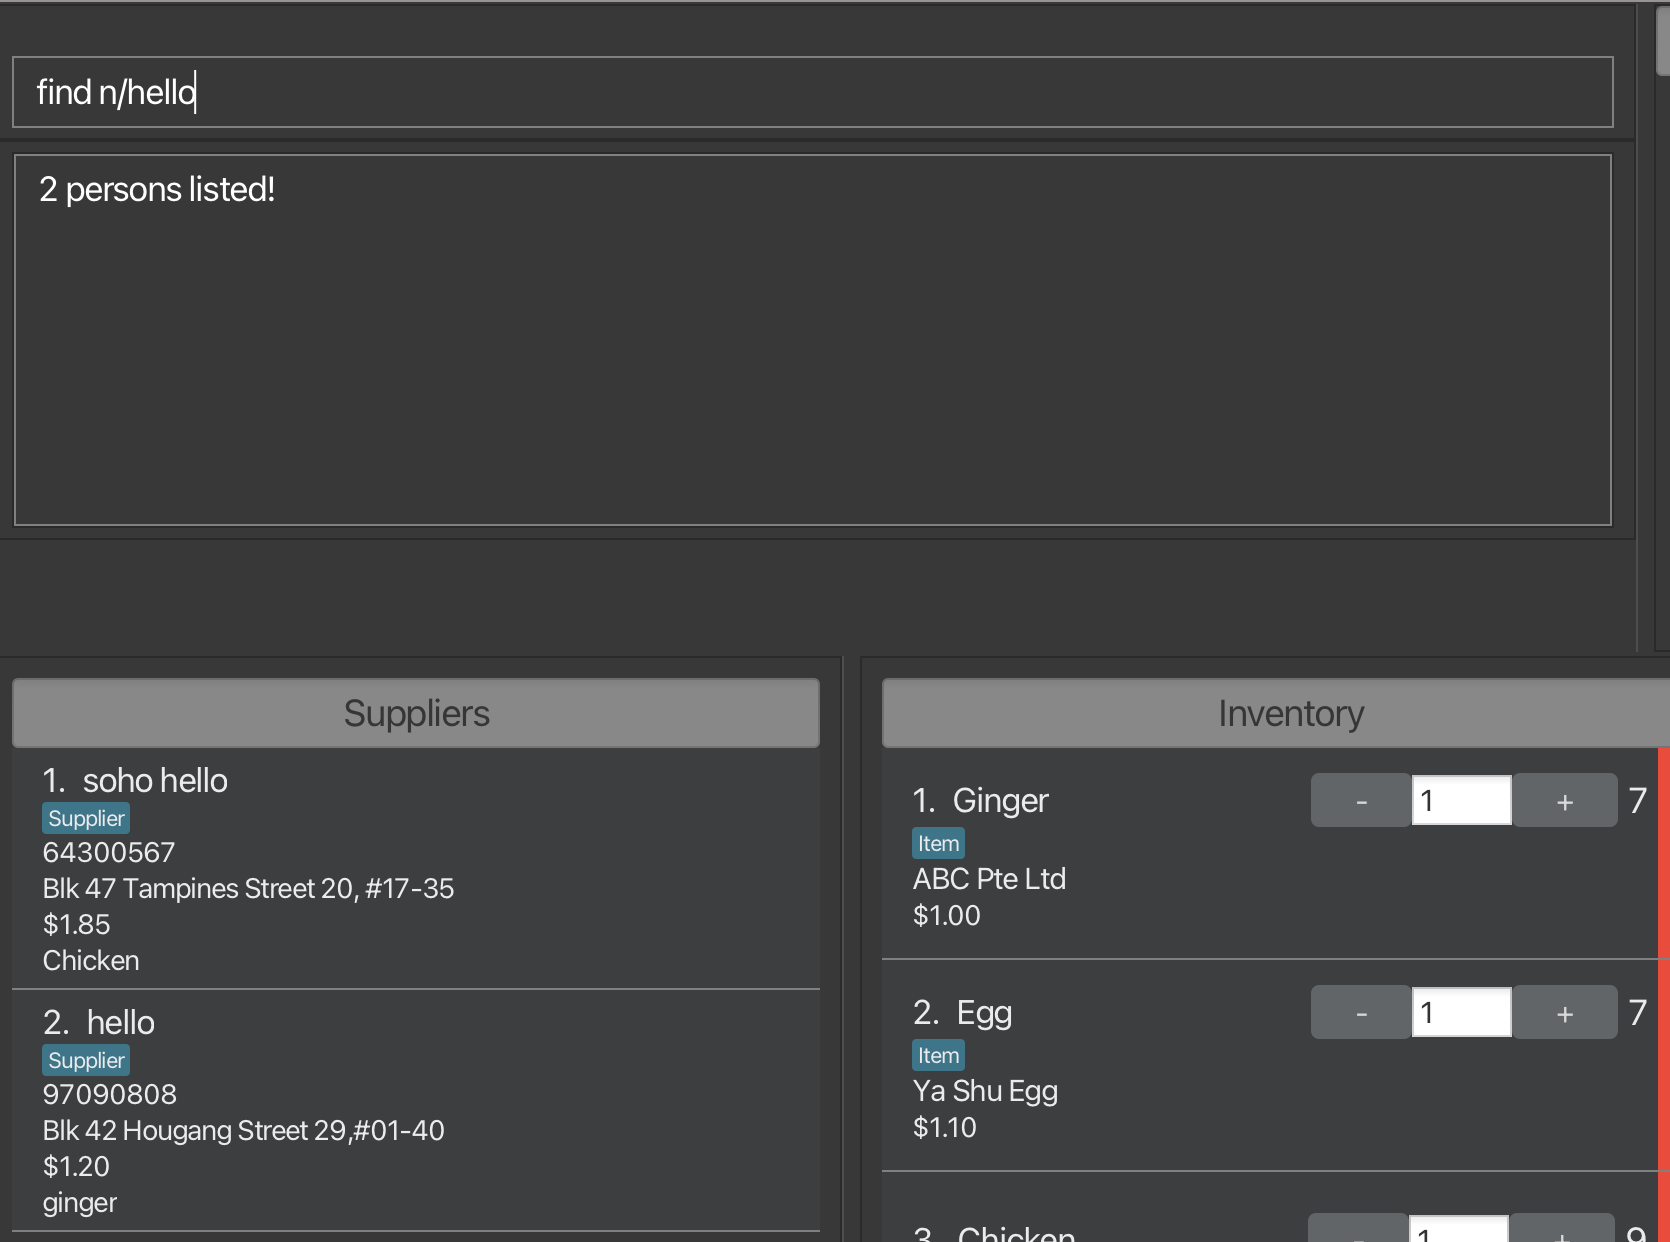 find n/hello
2 persons listed!
Suppliers
1. soho hello
Supplier
64300567
Blk 47 Tampines Street 20, #17-35
$1.85
Chicken
2. hello
Supplier
97090808
Blk 42 Hougang Street 29,#01-40
$1.20
ginger
Inventory
1. Ginger - 1 + 7
Item
ABC Pte Ltd
$1.00
2. Egg - 1 + 7
Item
Ya Shu Egg
$1.10
3. Chicken - 1 + 9